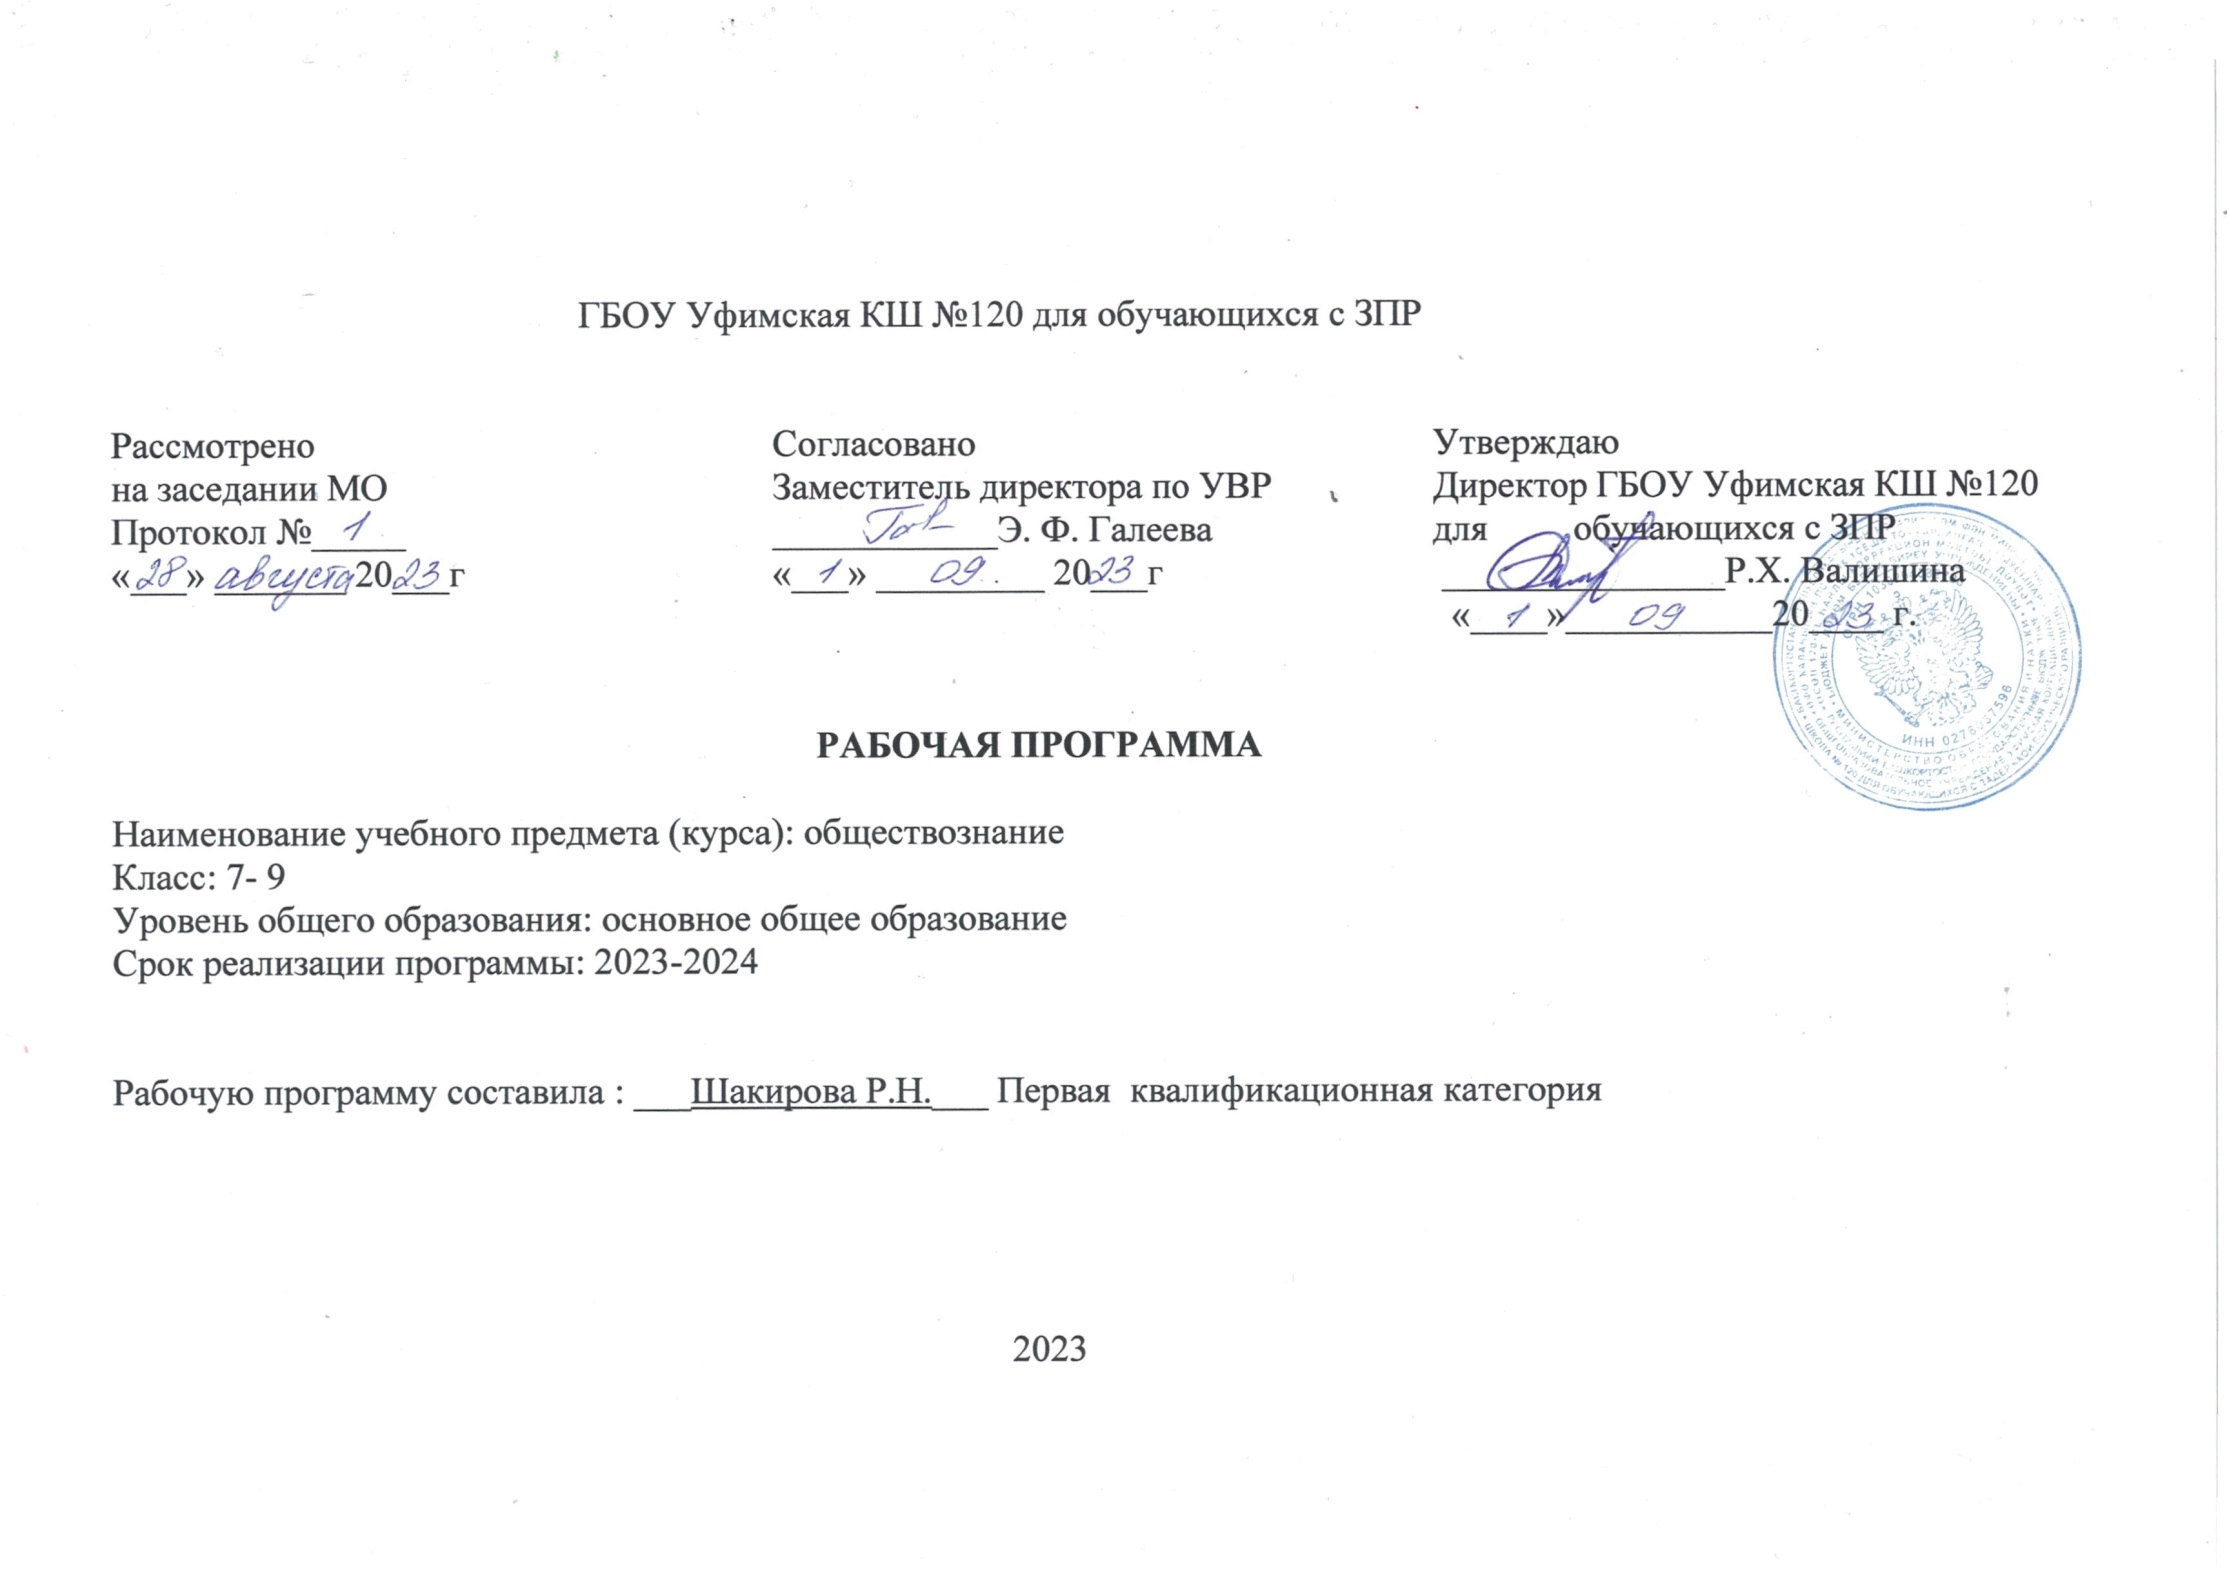 ГБОУ Уфимская КШ №120 для обучающихся с ЗПР
Рассмотрено
на заседании МО
Протокол № 1
«28» августа 2023 г
Согласовано
Заместитель директора по УВР
Э. Ф. Галеева
« 1 » 09. 2023 г
Утверждаю
Директор ГБОУ Уфимская КШ №120
для обучающихся с ЗПР
Р.Х. Валишина
« 1 » 09 2023 г.
РАБОЧАЯ ПРОГРАММА
Наименование учебного предмета (курса): обществознание
Класс: 7- 9
Уровень общего образования: основное общее образование
Срок реализации программы: 2023-2024
Рабочую программу составила : Шакирова Р.Н. Первая квалификационная категория
2023